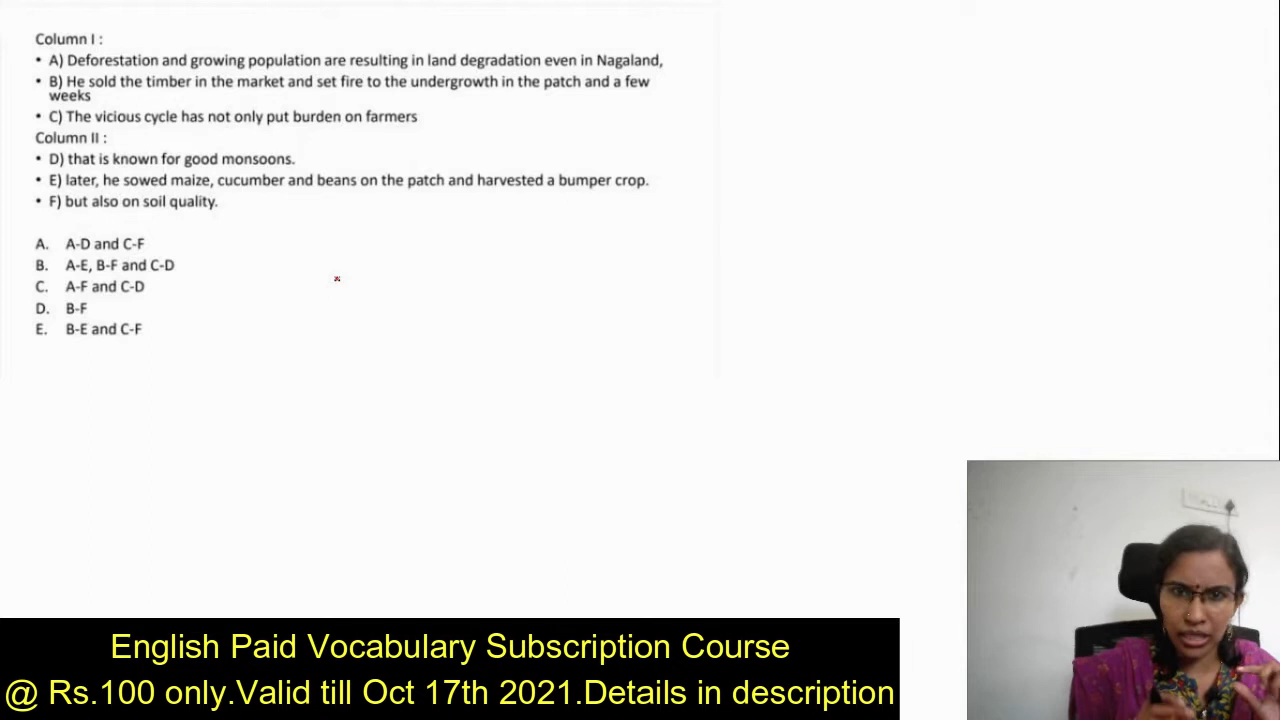 Column I :
• A) Deforestation and growing population are resulting in land degradation even in Nagaland,
• B) He sold the timber in the market and set fire to the undergrowth in the patch and a few
weeks
• C) The vicious cycle has not only put burden on farmers
Column II :
• D) that is known for good monsoons.
• E) later, he sowed maize, cucumber and beans on the patch and harvested a bumper crop.
• F) but also on soil quality.
A. A-D and C-F
B. A-E, B-F and C-D
C. A-F and C-D
D. B-F
E. B-E and C-F
English Paid Vocabulary Subscription Course
@ Rs.100 only.Valid till Oct 17th 2021.Details in description